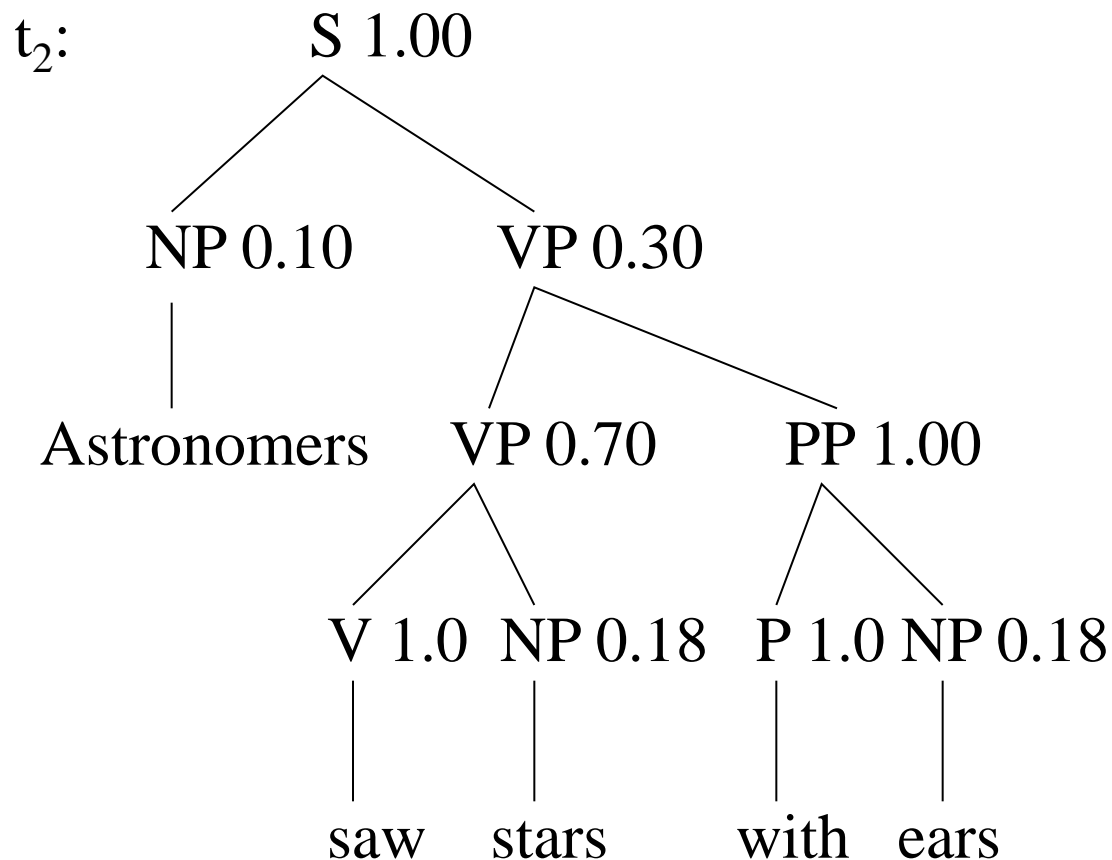 t₂: S 1.00
NP 0.10 VP 0.30
Astronomers VP 0.70 PP 1.00
V 1.0 NP 0.18 P 1.0 NP 0.18
saw stars with ears